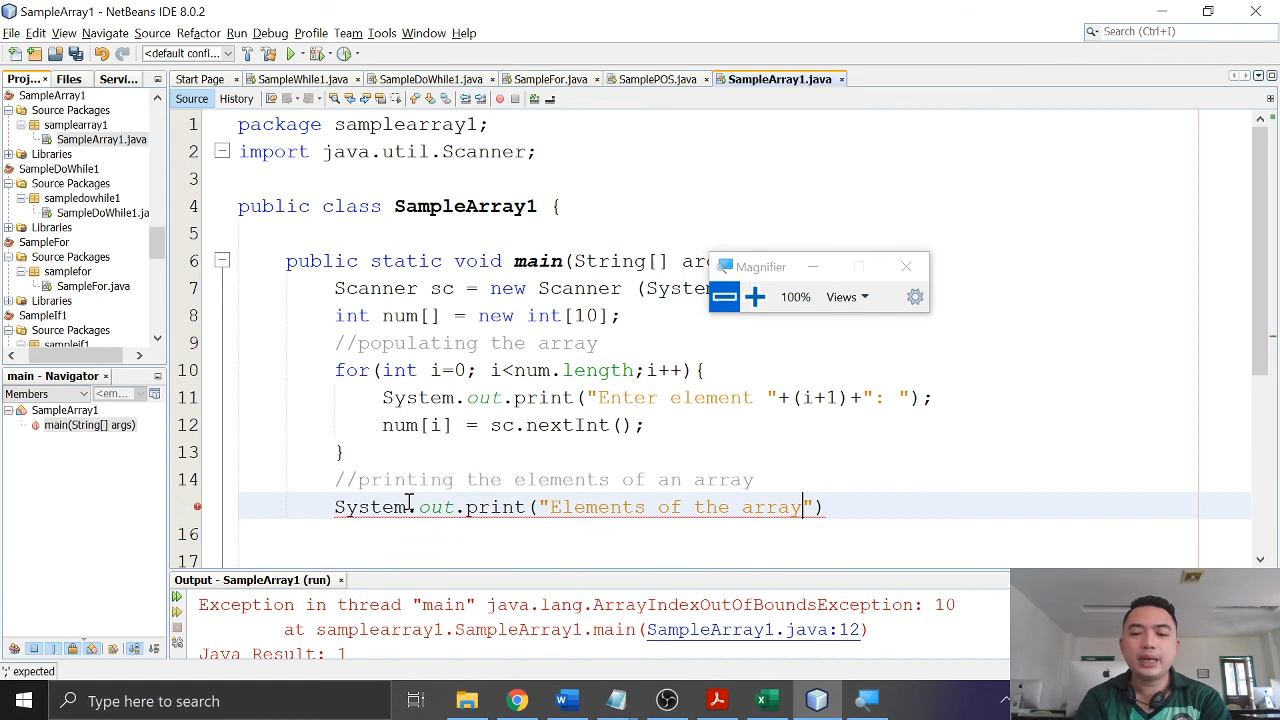 SampleArray1 - NetBeans IDE 8.0.2
File Edit View Navigate Source Refactor Run Debug Profile Team Tools Window Help
Search (Ctrl+I)
<default confi...
Proj... Files Servi...
Start Page SampleWhile1.java SampleDoWhile1.java SampleFor.java SamplePOS.java SampleArray1.java
Source History
SampleArray1
Source Packages
samplearray1
SampleArray1.java
Libraries
SampleDoWhile1
Source Packages
sampledowhile1
SampleDoWhile1.ja
Libraries
SampleFor
Source Packages
samplefor
SampleFor.java
Libraries
SampleIf1
Source Packages
sampleif1
main - Navigator
Members <em...
SampleArray1
main(String[] args)
1 package samplearray1;
2 import java.util.Scanner;
3
4 public class SampleArray1 {
5
6 public static void main(String[] ar
7 Scanner sc = new Scanner (System
8 int num[] = new int[10];
9 //populating the array
10 for(int i=0; i<num.length;i++){
11 System.out.print("Enter element "+(i+1)+": ");
12 num[i] = sc.nextInt();
13 }
14 //printing the elements of an array
System.out.print("Elements of the array")
16
17
Magnifier
100% Views
Output - SampleArray1 (run)
Exception in thread "main" java.lang.ArrayIndexOutOfBoundsException: 10
at samplearray1.SampleArray1.main(SampleArray1.java:12)
Java Result: 1
';' expected
Type here to search